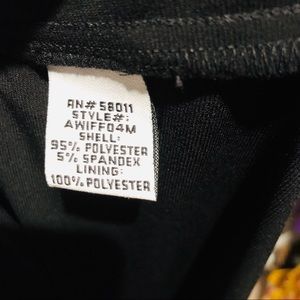 RN# 58011
STYLE#:
AWIFF04M
SHELL:
95% POLYESTER
5% SPANDEX
LINING:
100% POLYESTER